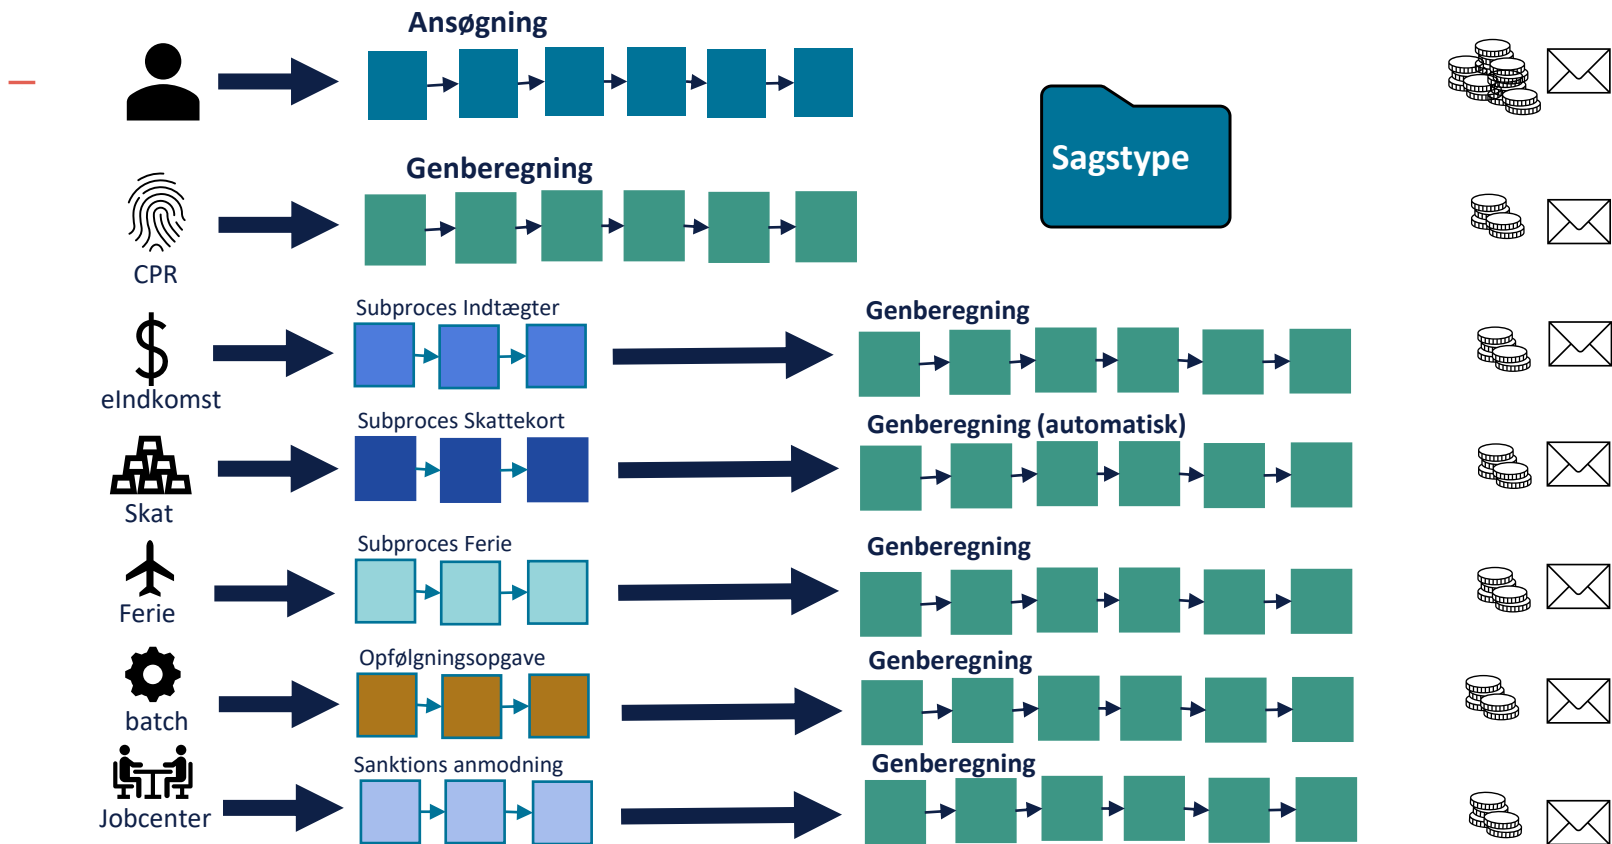 Ansøgning
Sagstype
Genberegning
CPR
Subproces Indtægter
Genberegning
eIndkomst
Subproces Skattekort
Genberegning (automatisk)
Skat
Subproces Ferie
Genberegning
Ferie
Opfølgningsopgave
Genberegning
batch
Sanktions anmodning
Genberegning
Jobcenter